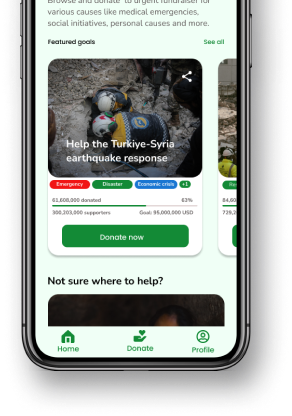 Browse and donate to urgent fundraiser for
various causes like medical emergencies,
social initiatives, personal causes and more.
Featured goals
See all
Help the Turkiye-Syria
earthquake response
Emergency
Disaster
Economic crisis
+1
61,608,000 donated
63%
300,203,000 supporters
Goal: 95,000,000 USD
Donate now
84,60
729,2
Not sure where to help?
Home
Donate
Profile